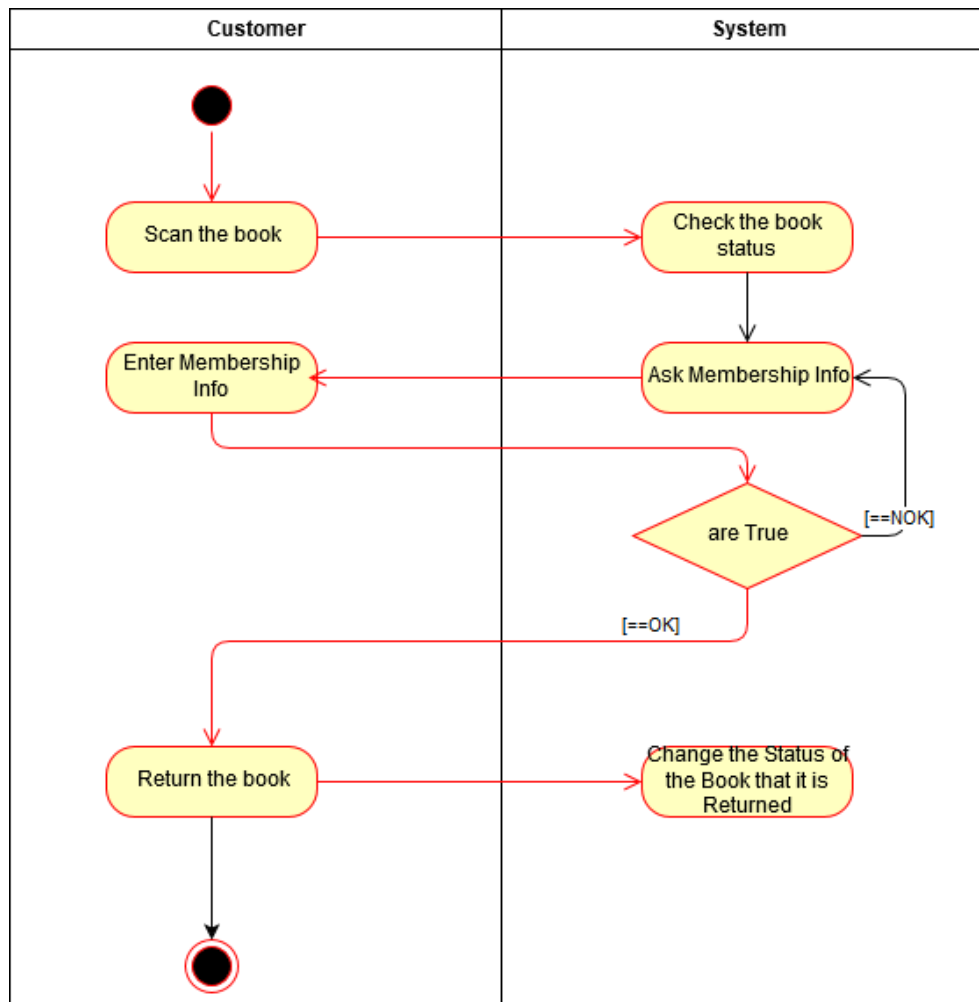 Customer
System
Scan the book
Check the book
status
Enter Membership
Info
Ask Membership Info
are True
[==NOK]
[==OK]
Return the book
Change the Status of
the Book that it is
Returned